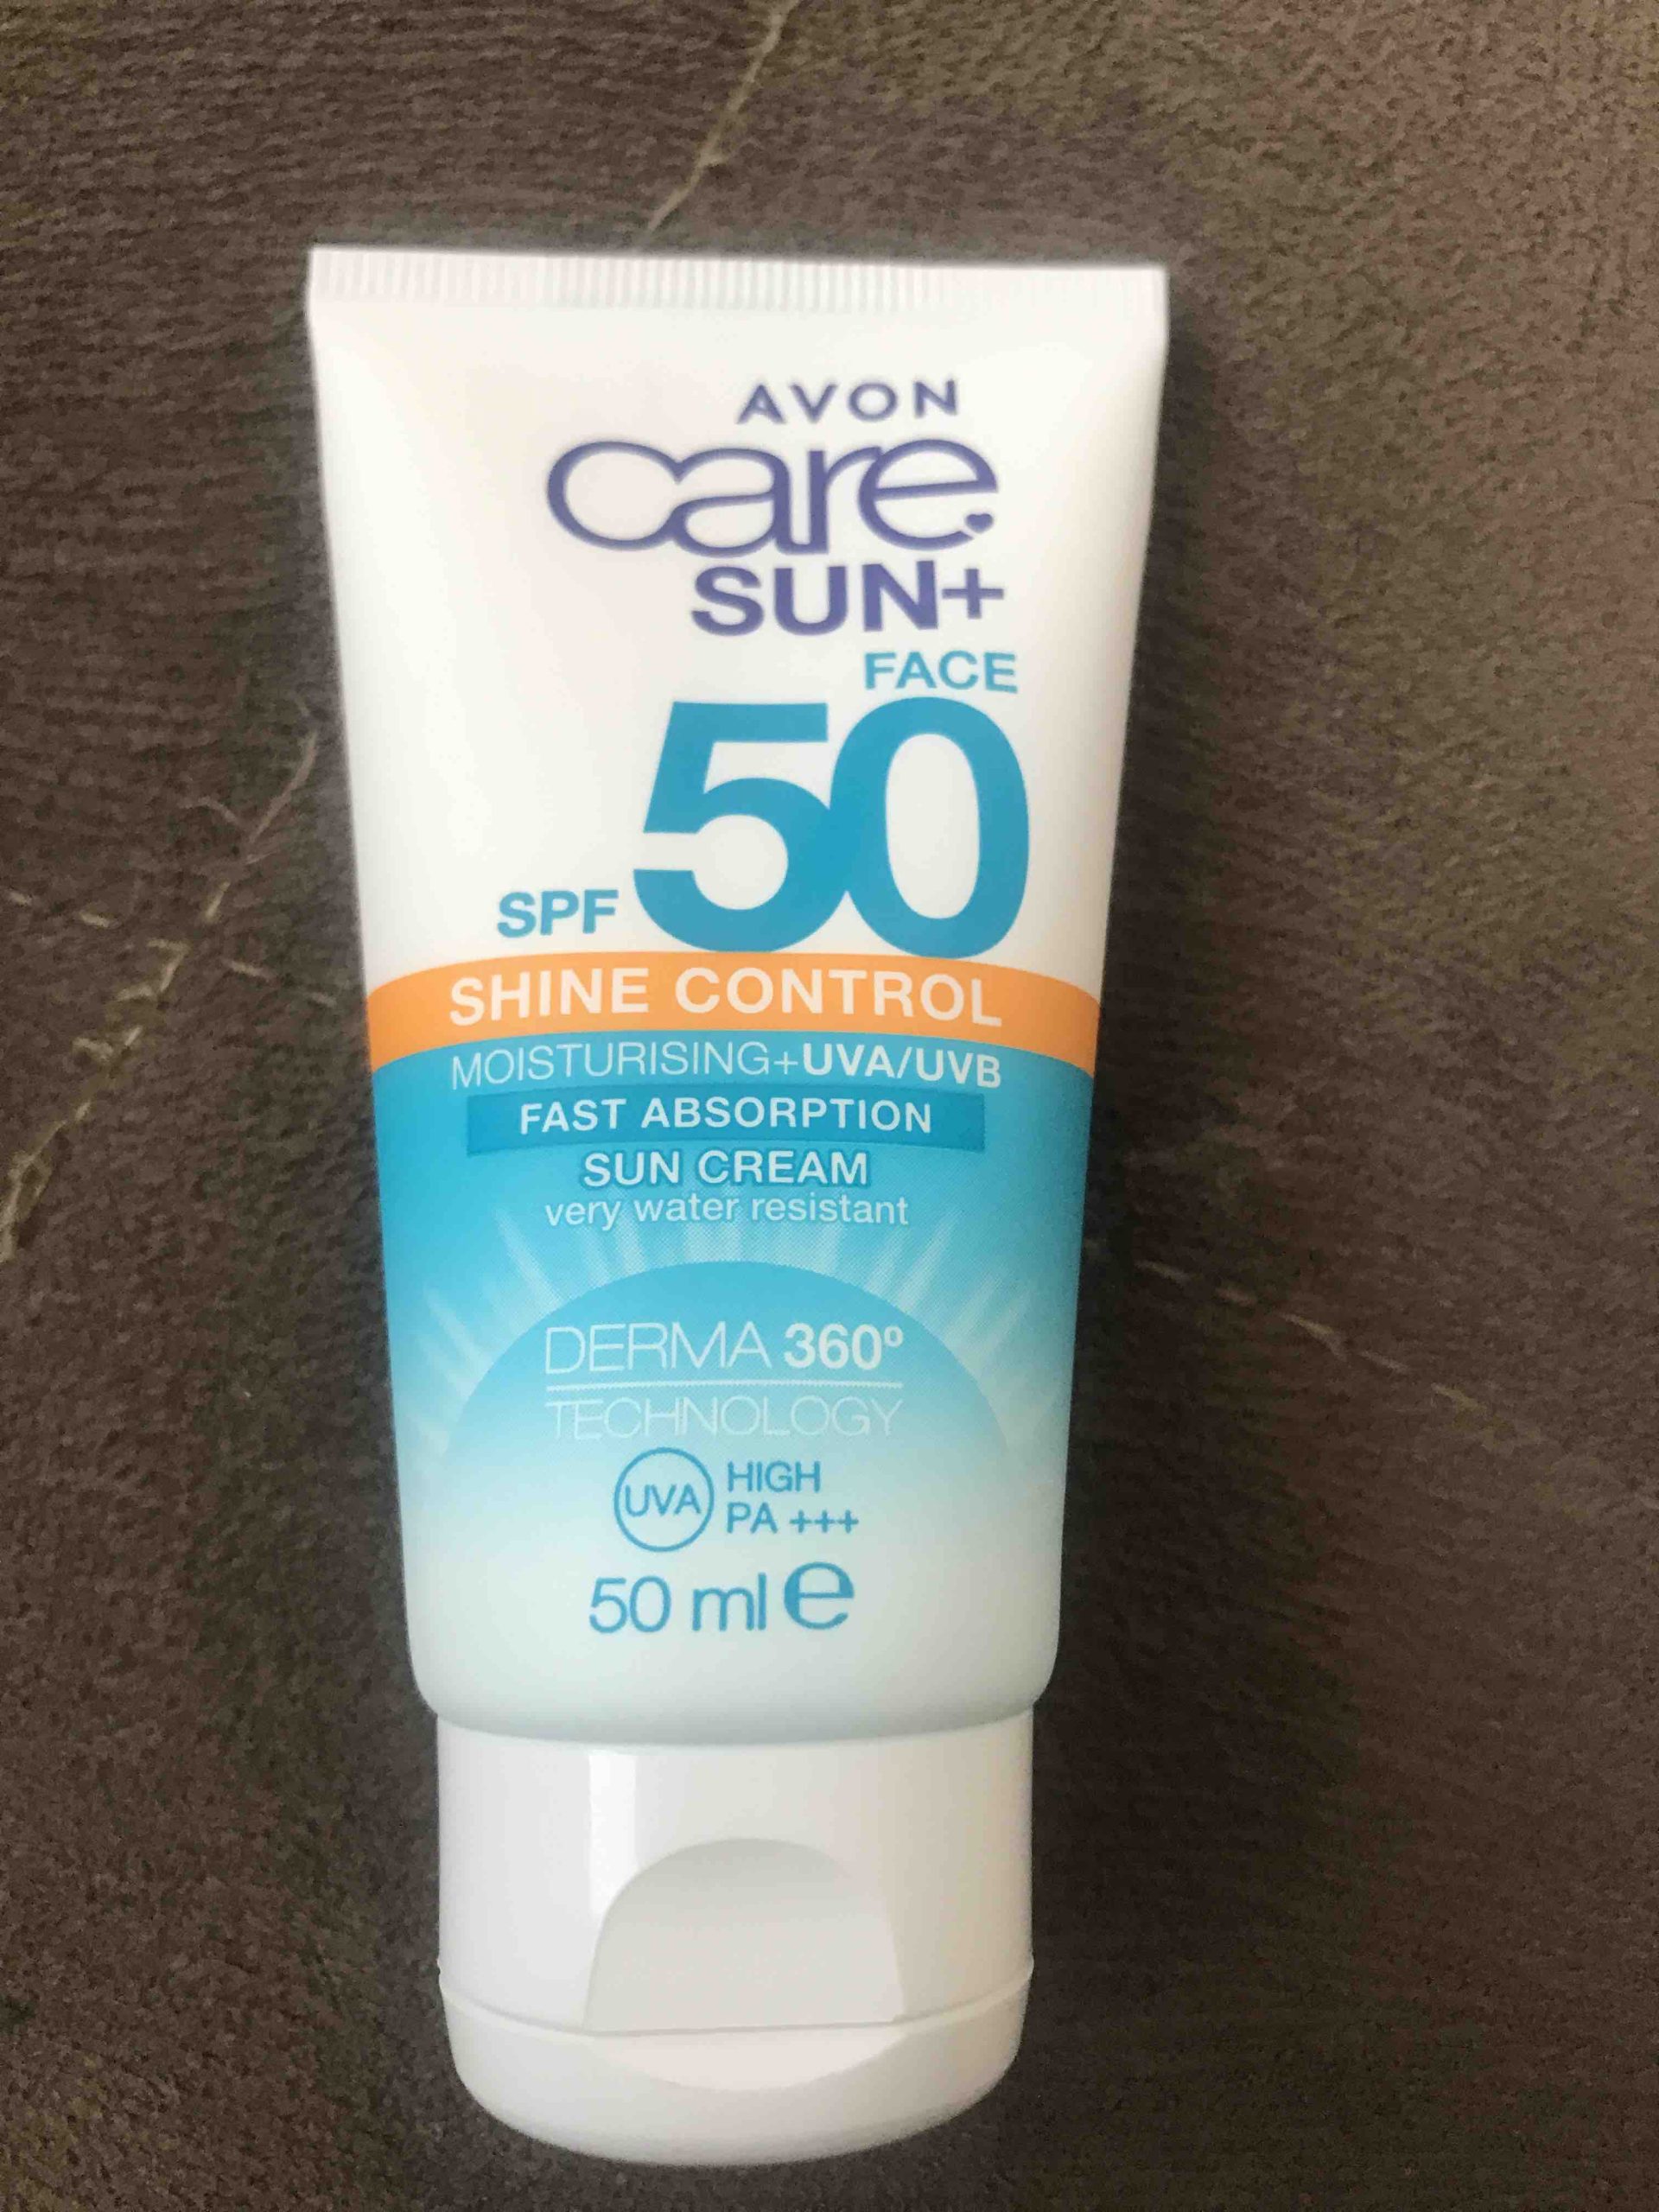 AVON
care
SUN+
FACE
SPF 50
SHINE CONTROL
MOISTURISING+UVA/UVB
FAST ABSORPTION
SUN CREAM
very water resistant
DERMA 360º
TECHNOLOGY
UVA HIGH
PA +++
50 ml e